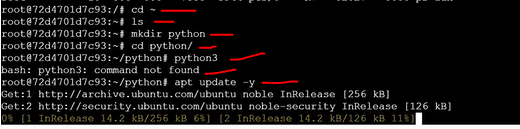 root@72d4701d7c93:/# cd ~
root@72d4701d7c93:~# ls
root@72d4701d7c93:~# mkdir python
root@72d4701d7c93:~# cd python/
root@72d4701d7c93:~/python# python3
bash: python3: command not found
root@72d4701d7c93:~/python# apt update -y
Get:1 http://archive.ubuntu.com/ubuntu noble InRelease [256 kB]
Get:2 http://security.ubuntu.com/ubuntu noble-security InRelease [126 kB]
0% [1 InRelease 14.2 kB/256 kB 6%] [2 InRelease 14.2 kB/126 kB 11%]